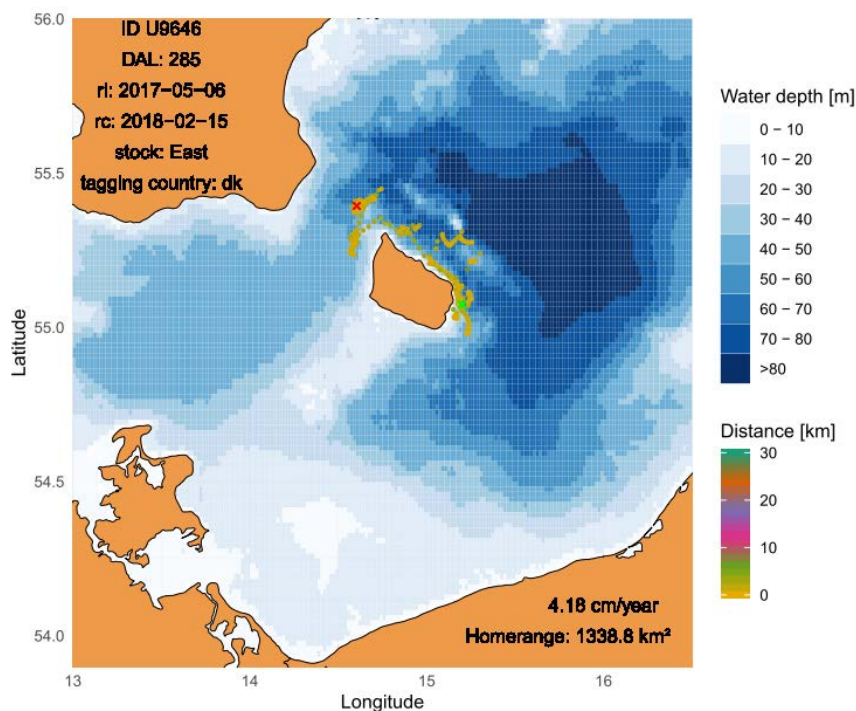 ID U9646
DAL: 285
rl: 2017-05-06
rc: 2018-02-15
stock: East
tagging country: dk
56.0
55.5
55.0
54.5
54.0
Latitude
13
14
15
16
Longitude
4.18 cm/year
Homerange: 1338.8 km²
Water depth [m]
0 - 10
10 - 20
20 - 30
30 - 40
40 - 50
50 - 60
60 - 70
70 - 80
>80
Distance [km]
30
20
10
0